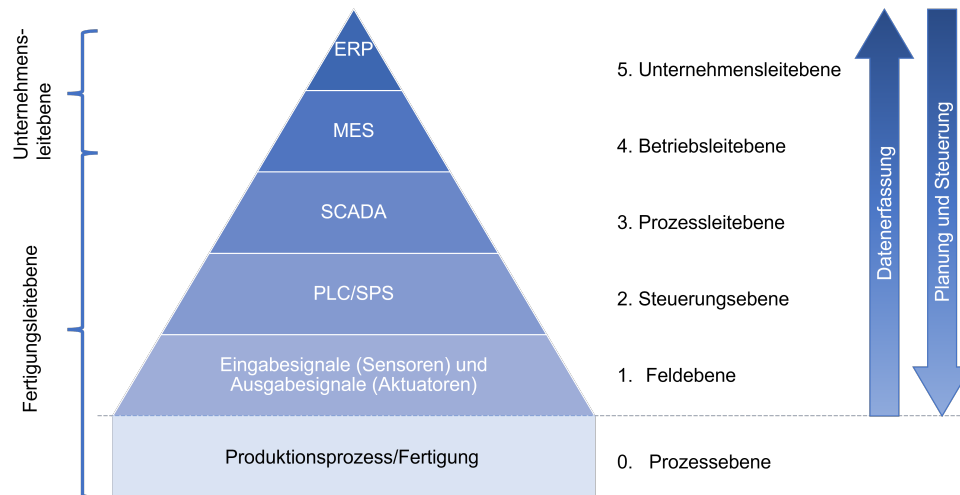 Unternehmens-
leitebene
Fertigungsleitebene
ERP
MES
SCADA
PLC/SPS
Eingabesignale (Sensoren) und
Ausgabesignale (Aktuatoren)
Produktionsprozess/Fertigung
5. Unternehmensleitebene
4. Betriebsleitebene
3. Prozessleitebene
2. Steuerungsebene
1. Feldebene
0. Prozessebene
Datenerfassung
Planung und Steuerung